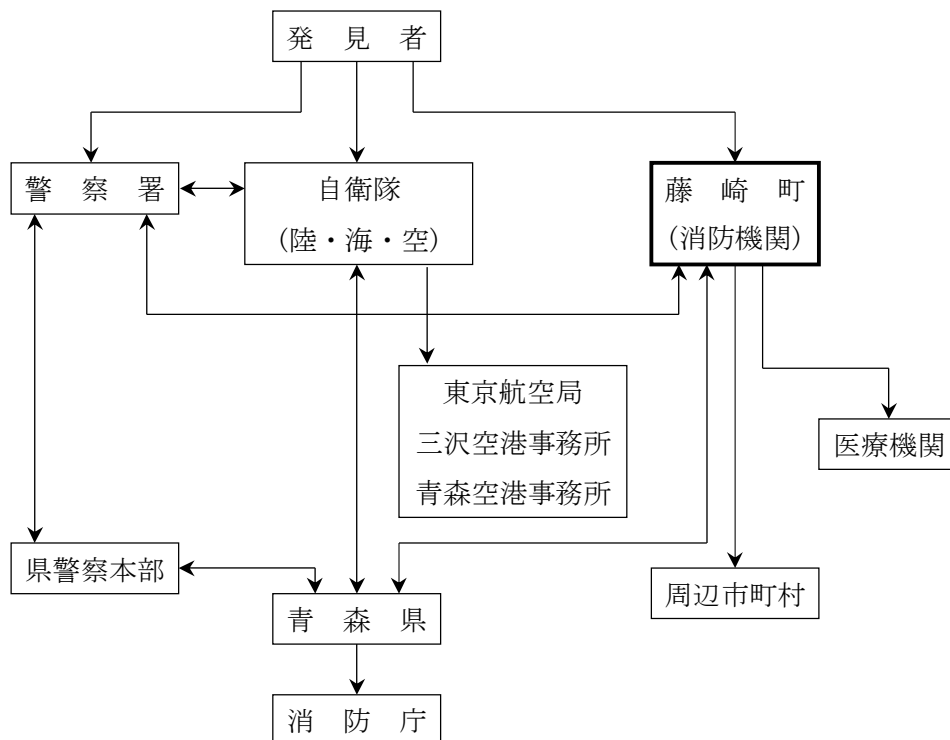 発見者
警察署
自衛隊
(陸・海・空)
藤崎町
(消防機関)
東京航空局
三沢空港事務所
青森空港事務所
医療機関
県警察本部
周辺市町村
青森県
消防庁